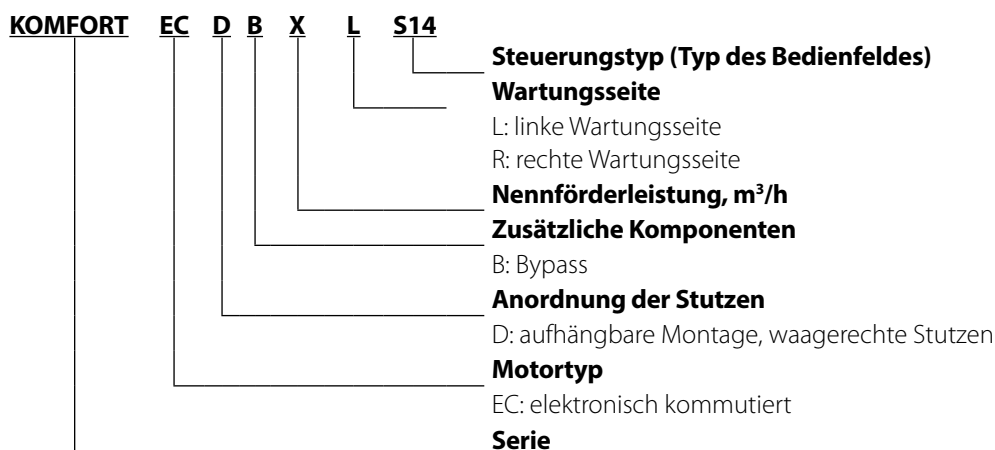 KOMFORT EC D B X L S14
Steuerungstyp (Typ des Bedienfeldes)
Wartungsseite
L: linke Wartungsseite
R: rechte Wartungsseite
Nennförderleistung, m³/h
Zusätzliche Komponenten
B: Bypass
Anordnung der Stutzen
D: aufhängbare Montage, waagerechte Stutzen
Motortyp
EC: elektronisch kommutiert
Serie